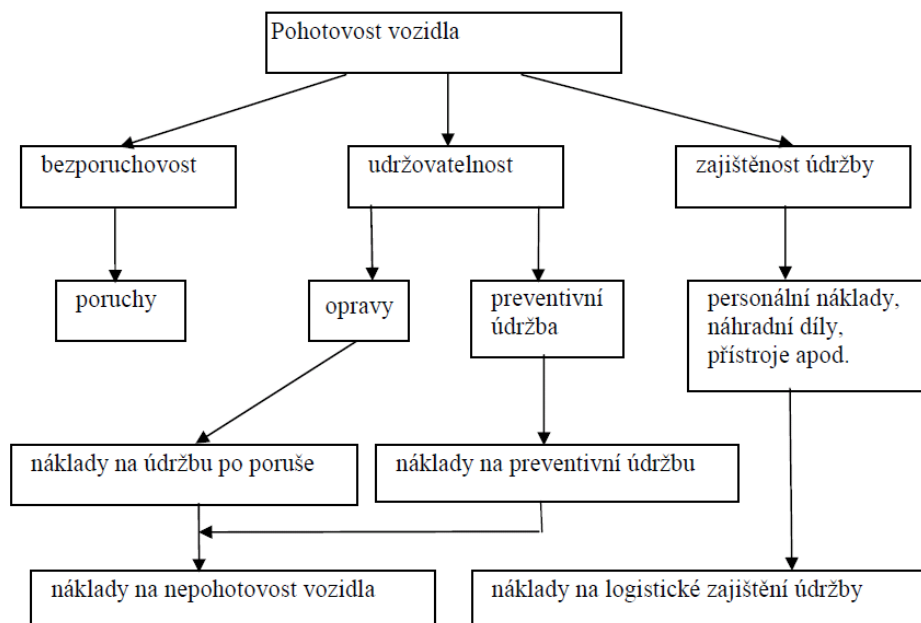 Pohotovost vozidla
bezporuchovost
udržovatelnost
zajištěnost údržby
poruchy
opravy
preventivní
údržba
personální náklady,
náhradní díly,
přístroje apod.
náklady na údržbu po poruše
náklady na preventivní údržbu
náklady na nepohotovost vozidla
náklady na logistické zajištění údržby